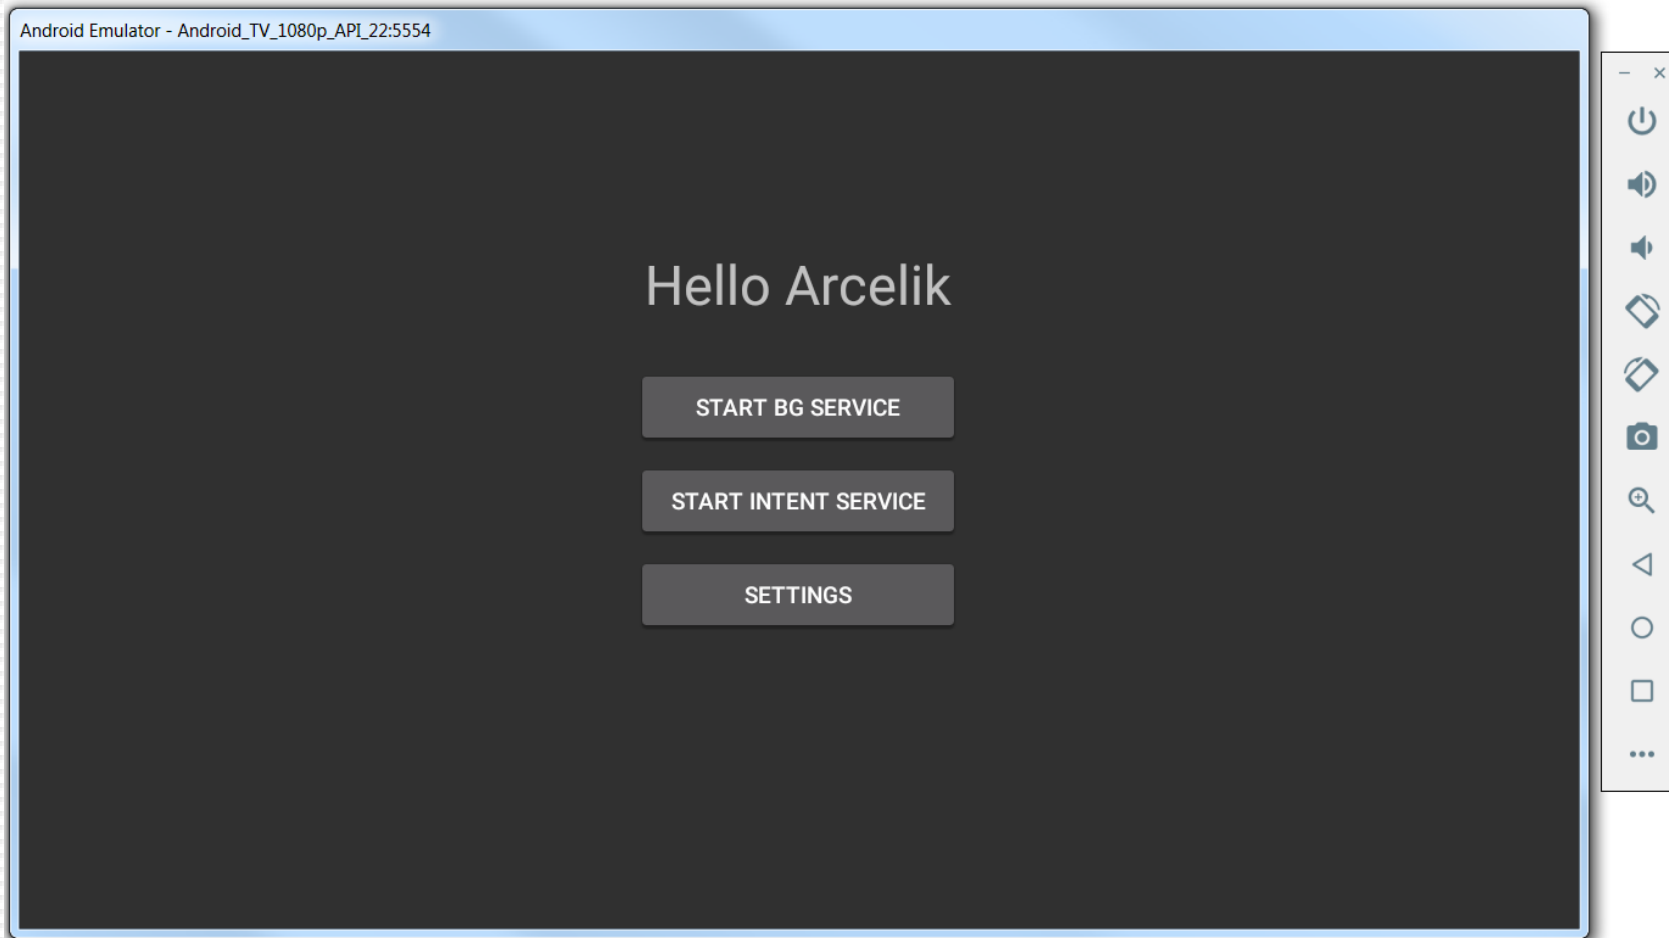 Android Emulator - Android_TV_1080p_API_22:5554
Hello Arcelik
START BG SERVICE
START INTENT SERVICE
SETTINGS